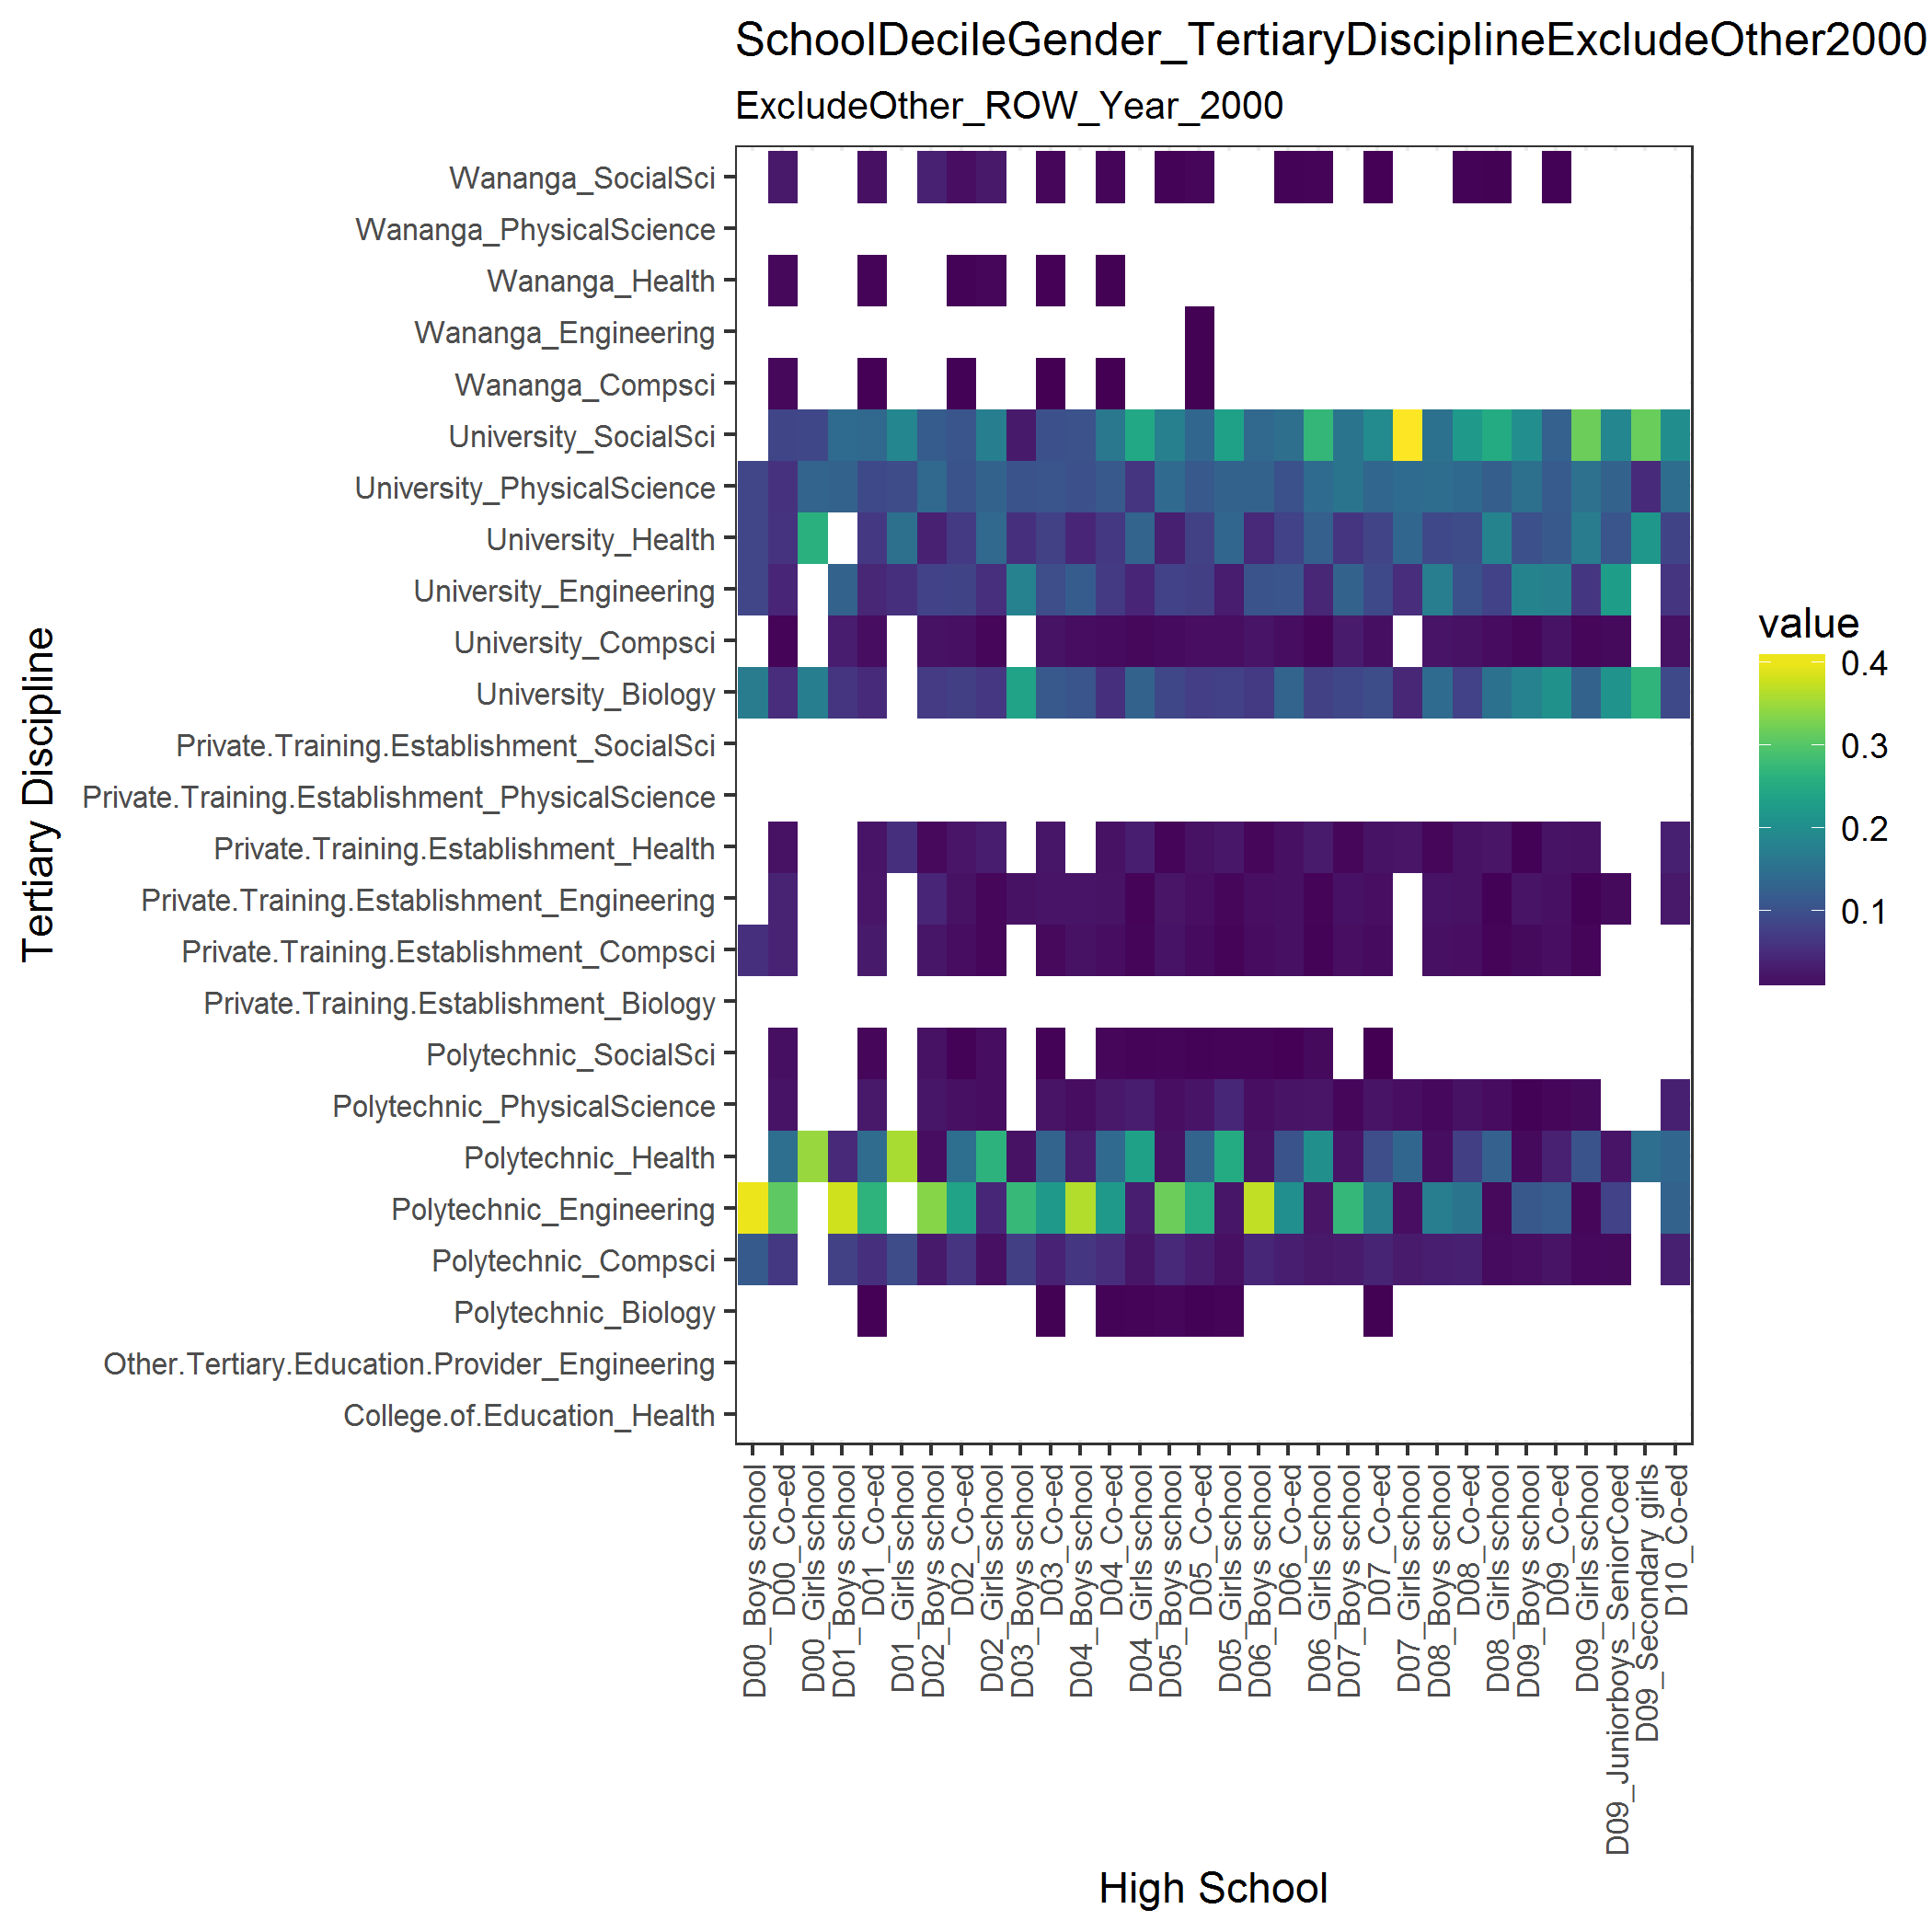 SchoolDecileGender_TertiaryDisciplineExcludeOther2000
ExcludeOther_ROW_Year_2000
Tertiary Discipline
Wananga_SocialSci
Wananga_PhysicalScience
Wananga_Health
Wananga_Engineering
Wananga_Compsci
University_SocialSci
University_PhysicalScience
University_Health
University_Engineering
University_Compsci
University_Biology
Private.Training.Establishment_SocialSci
Private.Training.Establishment_PhysicalScience
Private.Training.Establishment_Health
Private.Training.Establishment_Engineering
Private.Training.Establishment_Compsci
Private.Training.Establishment_Biology
Polytechnic_SocialSci
Polytechnic_PhysicalScience
Polytechnic_Health
Polytechnic_Engineering
Polytechnic_Compsci
Polytechnic_Biology
Other.Tertiary.Education.Provider_Engineering
College.of.Education_Health
D00_Boys school
D00_Co-ed
D00_Girls school
D01_Boys school
D01_Co-ed
D01_Girls school
D02_Boys school
D02_Co-ed
D02_Girls school
D03_Boys school
D03_Co-ed
D04_Boys school
D04_Co-ed
D04_Girls school
D05_Boys school
D05_Co-ed
D05_Girls school
D06_Boys school
D06_Co-ed
D06_Girls school
D07_Boys school
D07_Co-ed
D07_Girls school
D08_Boys school
D08_Co-ed
D08_Girls school
D09_Boys school
D09_Co-ed
D09_Girls school
D09_Juniorboys_SeniorCoed
D09_Secondary girls
D10_Co-ed
High School
value
0.4
0.3
0.2
0.1